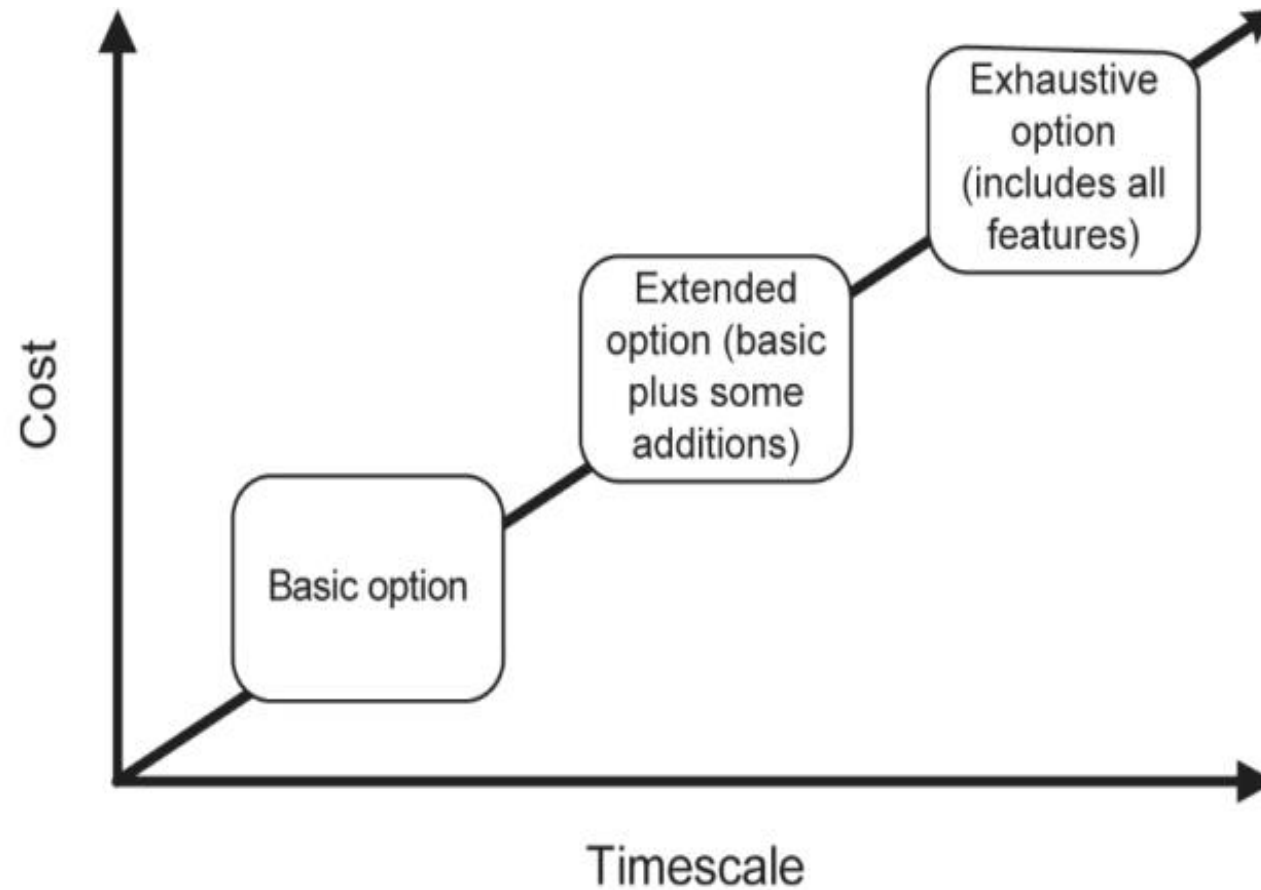 Exhaustive
option
(includes all
features)
Extended
option (basic
plus some
additions)
Basic option
Cost
Timescale